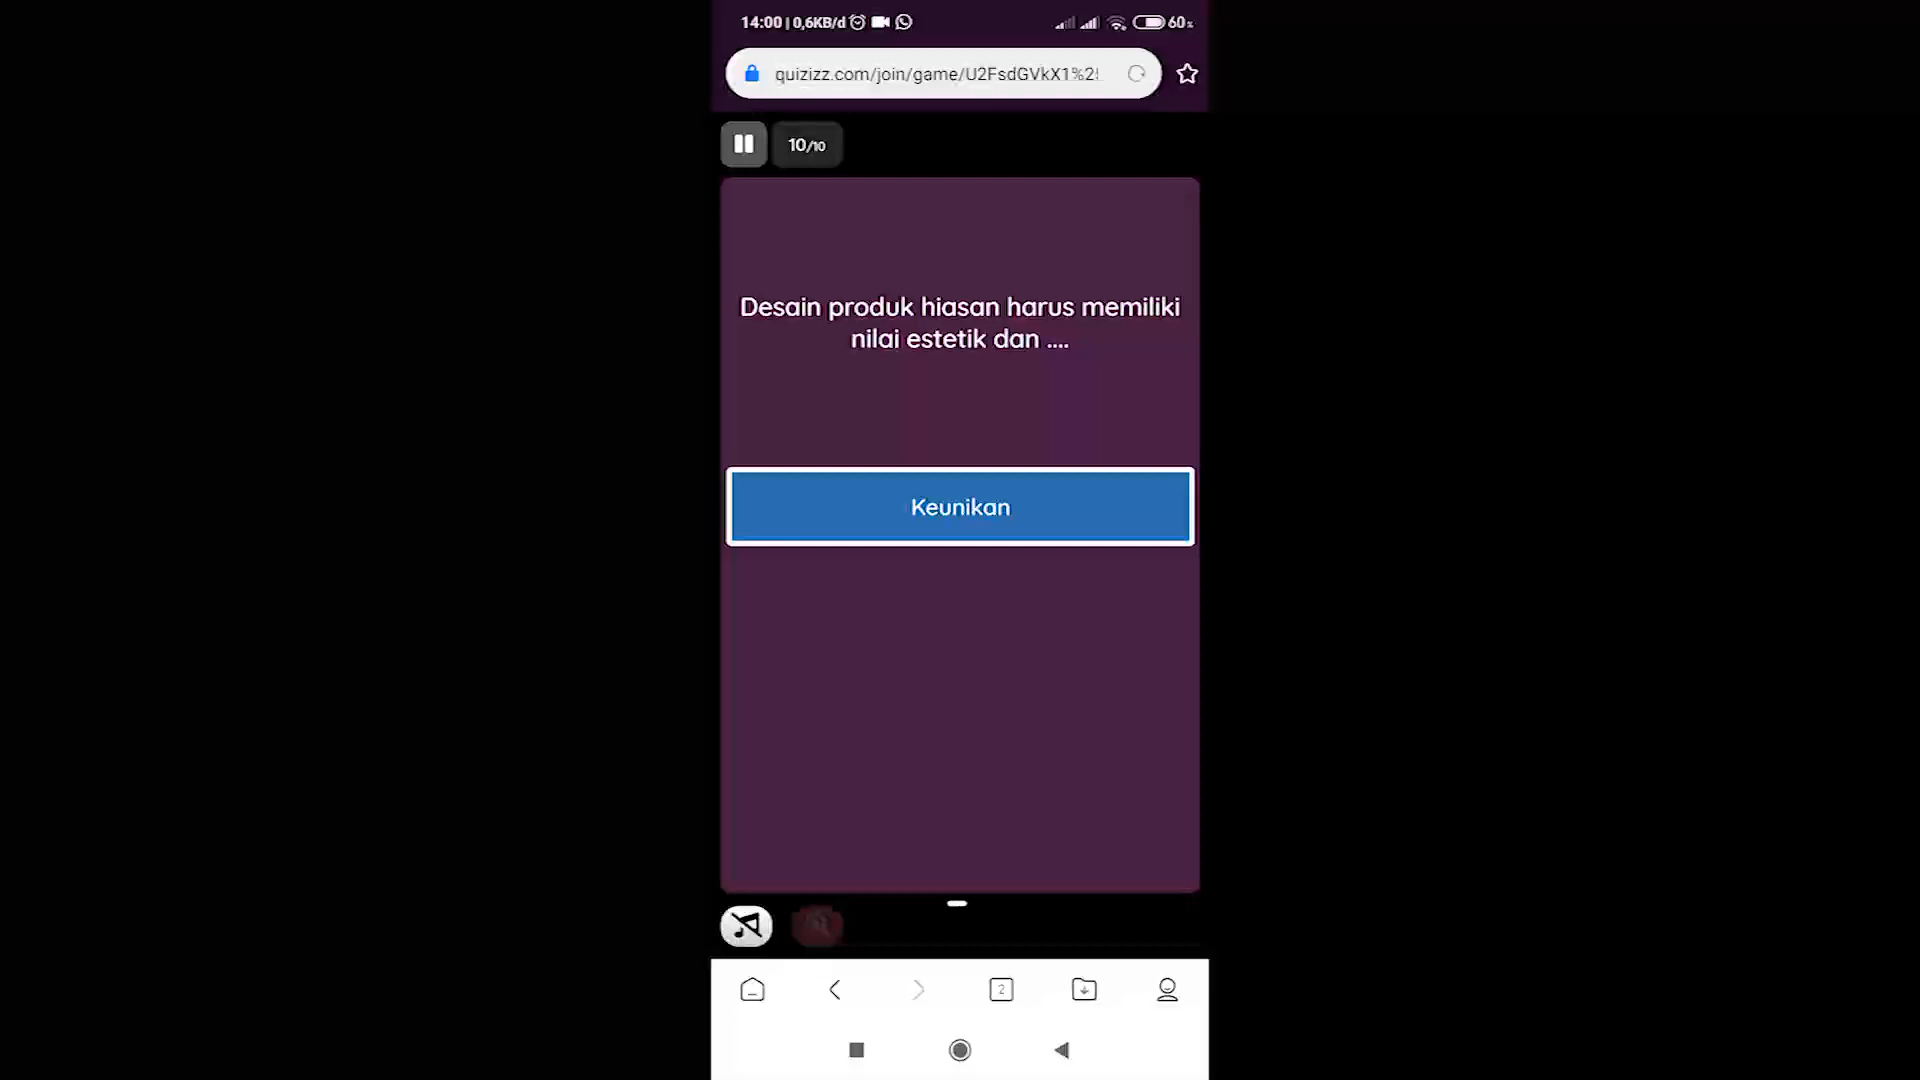 14:00 | 0,6KB/d 60%
quizizz.com/join/game/U2FsdGVkX1%2
10/10
Desain produk hiasan harus memiliki
nilai estetik dan ....
Keunikan
2